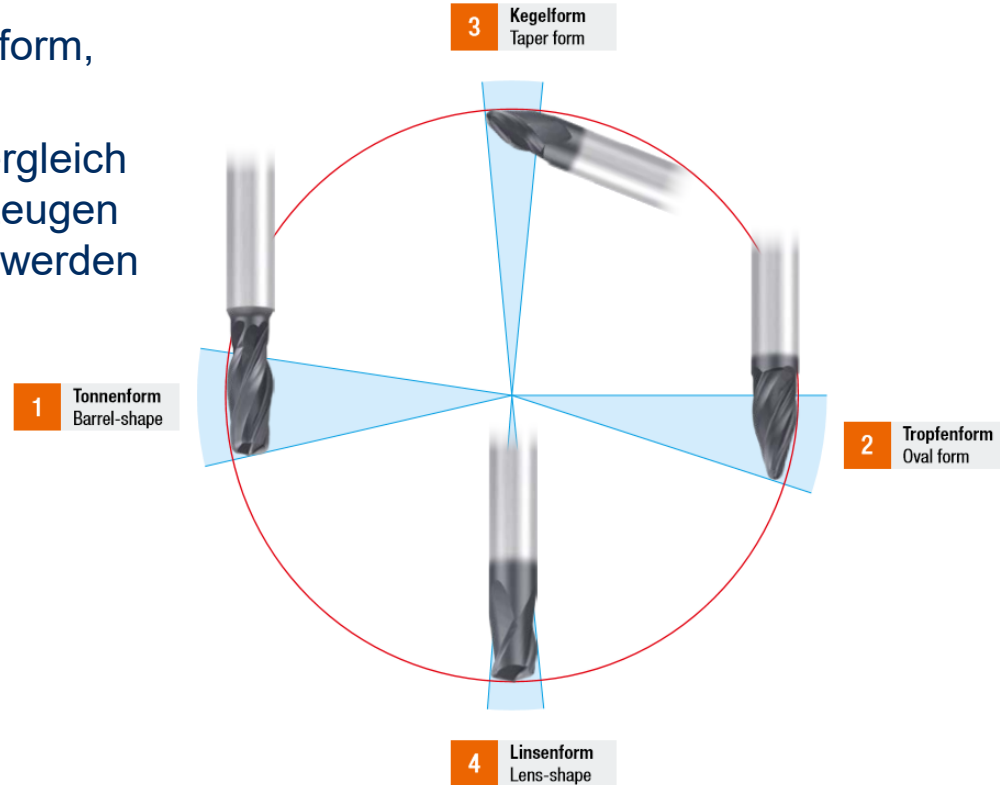 form,
rgleich
eugen
werden
3
Kegelform
Taper form
1
Tonnenform
Barrel-shape
2
Tropfenform
Oval form
4
Linsenform
Lens-shape